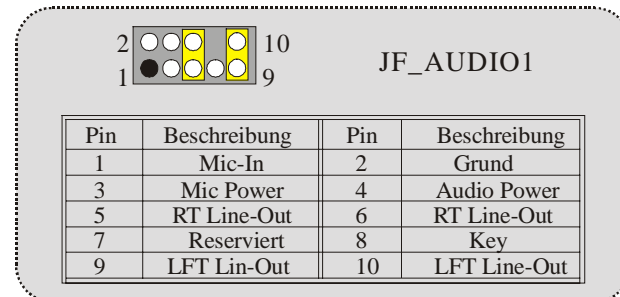 2 10
1 9
JF_AUDIO1
Pin Beschreibung Pin Beschreibung
1 Mic-In 2 Grund
3 Mic Power 4 Audio Power
5 RT Line-Out 6 RT Line-Out
7 Reserviert 8 Key
9 LFT Lin-Out 10 LFT Line-Out